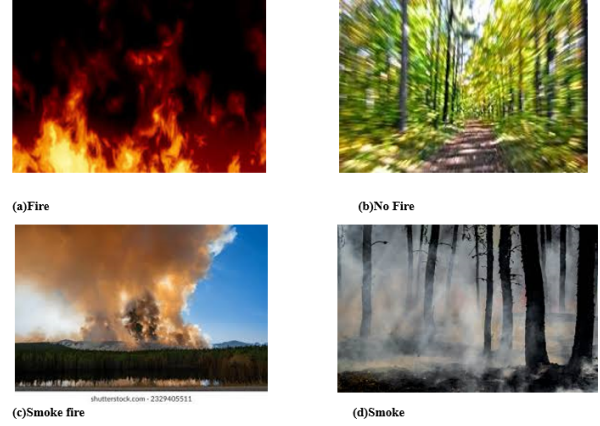 (a)Fire
(b)No Fire
shutterstock.com · 2329405511
(c)Smoke fire
(d)Smoke